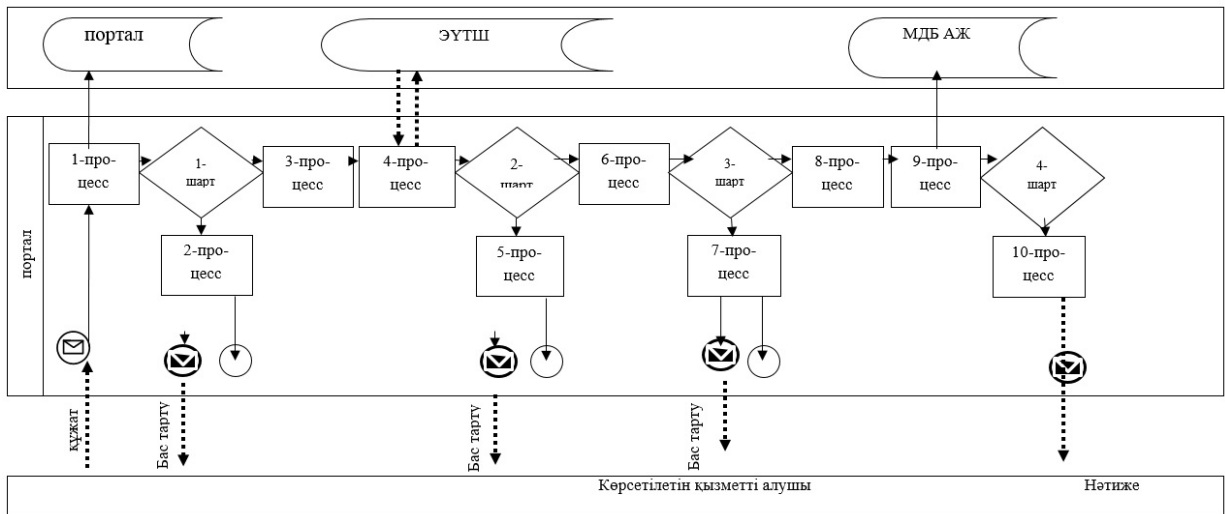 портал
ЭҮТШ
МДБ АЖ
портал
1-про-
цесс
1-
шарт
3-про-
цесс
4-про-
цесс
2-
шарт
6-про-
цесс
3-
шарт
8-про-
цесс
9-про-
цесс
4-
шарт
2-про-
цесс
5-про-
цесс
7-про-
цесс
10-про-
цесс
құжат
Бас тарту
Бас тарту
Бас тарту
Көрсетілетін қызметті алушы
Нәтиже